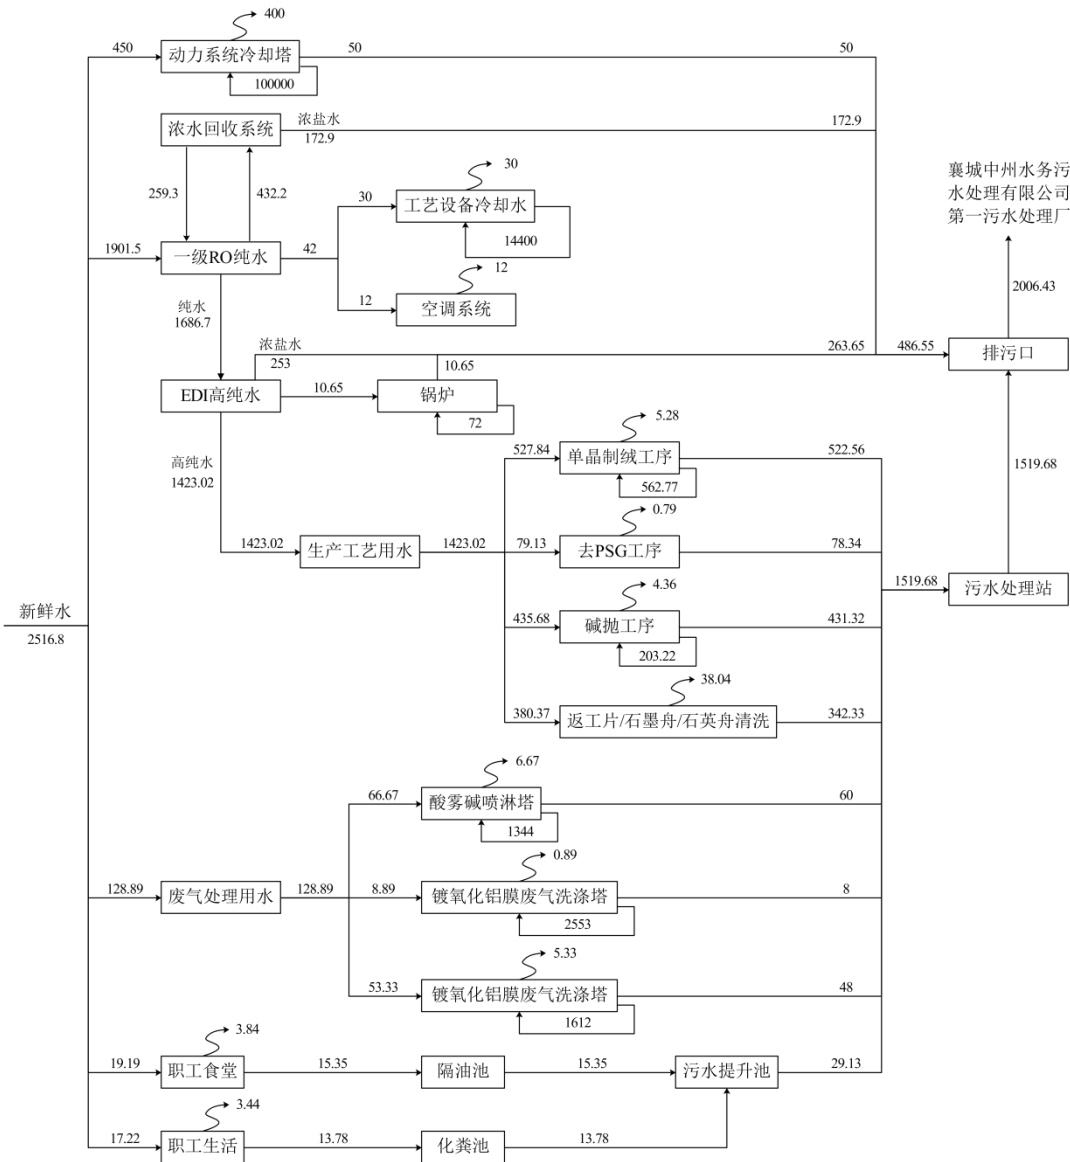 400
450
动力系统冷却塔
50
50
100000
浓水回收系统
浓盐水
172.9
172.9
259.3
432.2
襄城中州水务污
水处理有限公司
第一污水处理厂
30
30
工艺设备冷却水
14400
1901.5
一级RO纯水
42
12
12
空调系统
2006.43
纯水
1686.7
浓盐水
253
263.65
486.55
排污口
10.65
EDI高纯水
10.65
锅炉
72
5.28
高纯水
1423.02
527.84
单晶制绒工序
522.56
562.77
1519.68
0.79
1423.02
生产工艺用水
1423.02
79.13
去PSG工序
78.34
4.36
1519.68
污水处理站
新鲜水
2516.8
435.68
碱抛工序
431.32
203.22
38.04
380.37
返工片/石墨舟/石英舟清洗
342.33
6.67
66.67
酸雾碱喷淋塔
60
1344
0.89
128.89
废气处理用水
128.89
8.89
镀氧化铝膜废气洗涤塔
8
2553
5.33
53.33
镀氧化铝膜废气洗涤塔
48
1612
3.84
19.19
职工食堂
15.35
隔油池
15.35
污水提升池
29.13
3.44
17.22
职工生活
13.78
化粪池
13.78